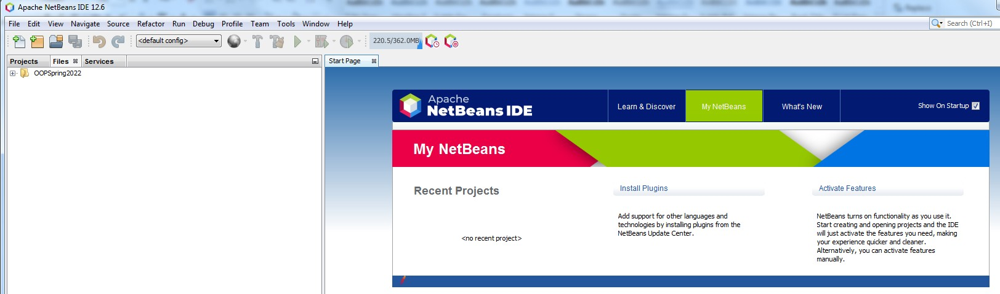 Apache NetBeans IDE 12.6
File Edit View Navigate Source Refactor Run Debug Profile Team Tools Window Help
Search (Ctrl+I)
<default config>
220.5/362.0MB
Projects Files Services
Start Page
OOPSpring2022
Apache
NetBeans IDE
Learn & Discover
My NetBeans
What's New
Show On Startup
My NetBeans
Recent Projects
<no recent project>
Install Plugins
Add support for other languages and
technologies by installing plugins from the
NetBeans Update Center.
Activate Features
NetBeans turns on functionality as you use it.
Start creating and opening projects and the IDE
will just activate the features you need, making
your experience quicker and cleaner.
Alternatively, you can activate features
manually.